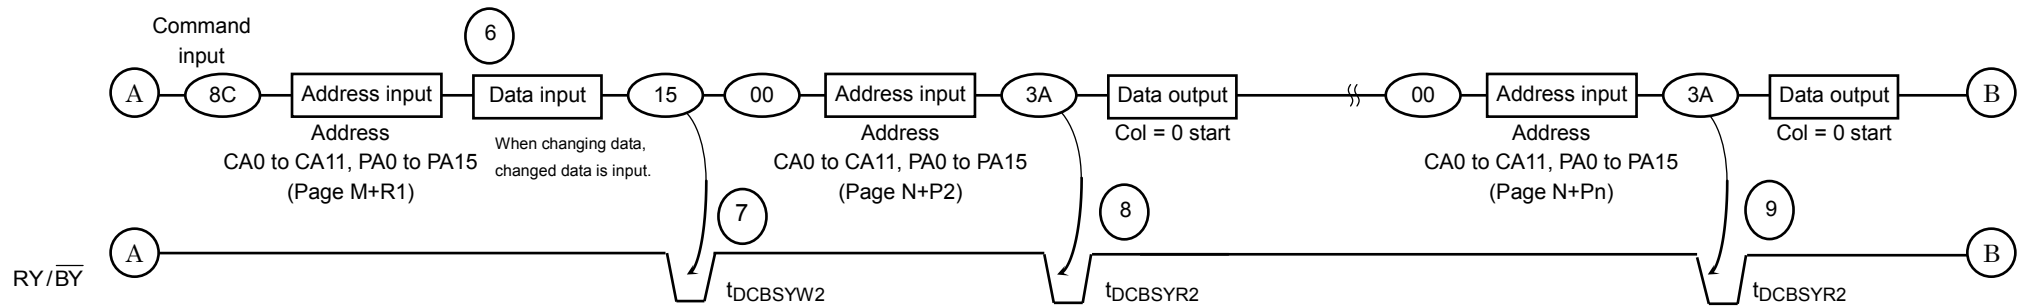 Command
input
6
A 8C Address input Data input 15 00 Address input 3A Data output 00 Address input 3A Data output B
Address
CA0 to CA11, PA0 to PA15
(Page M+R1)
When changing data,
changed data is input.
Address
CA0 to CA11, PA0 to PA15
(Page N+P2)
Col = 0 start
Address
CA0 to CA11, PA0 to PA15
(Page N+Pn)
Col = 0 start
7
8
9
A
B
RY/BY
tDCBSYW2
tDCBSYR2
tDCBSYR2